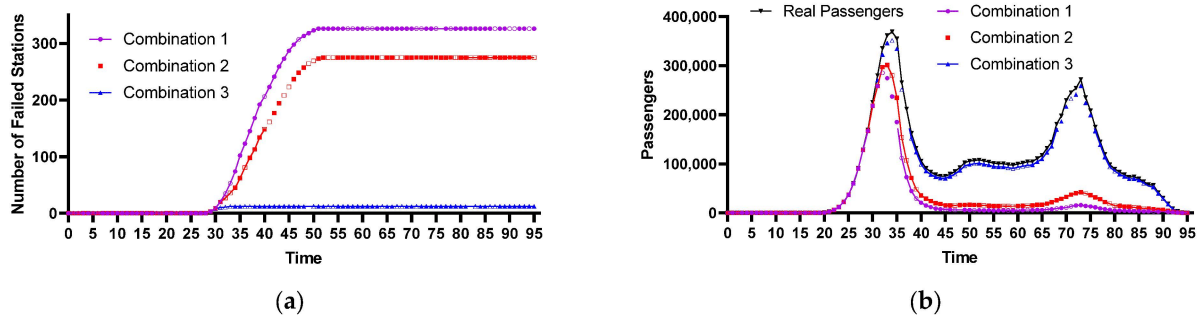 Number of Failed Stations
300
200
100
0
Combination 1
Combination 2
Combination 3
0 5 10 15 20 25 30 35 40 45 50 55 60 65 70 75 80 85 90 95
Time
(a)
Passengers
400,000
300,000
200,000
100,000
0
Real Passengers
Combination 1
Combination 2
Combination 3
0 5 10 15 20 25 30 35 40 45 50 55 60 65 70 75 80 85 90 95
Time
(b)